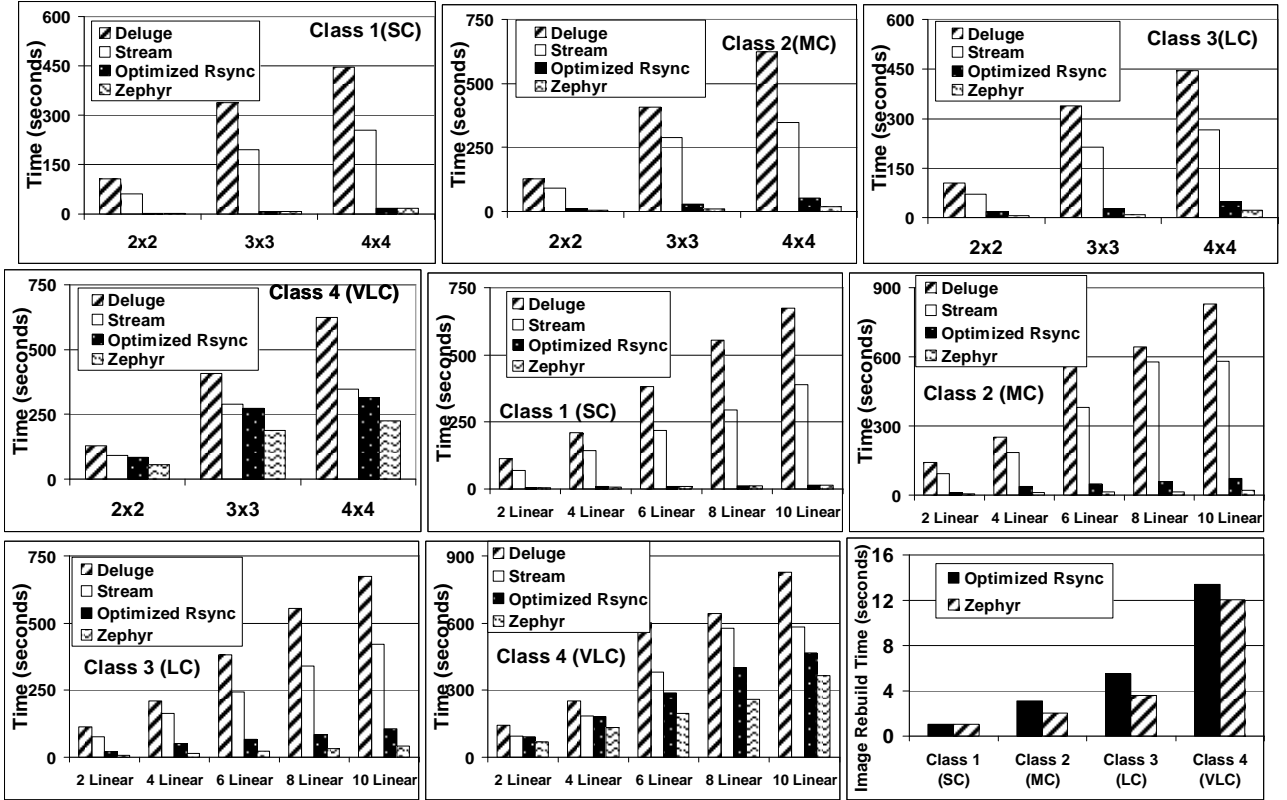 Class 1(SC)
Time (seconds)
600
450
300
150
0
Deluge
Stream
Optimized Rsync
Zephyr
2x2 3x3 4x4
Class 2(MC)
Time (seconds)
750
500
250
0
Deluge
Stream
Optimized Rsync
Zephyr
2x2 3x3 4x4
Class 3(LC)
Time (seconds)
600
450
300
150
0
Deluge
Stream
Optimized Rsync
Zephyr
2x2 3x3 4x4
Class 4 (VLC)
Time (seconds)
750
500
250
0
Deluge
Stream
Optimized Rsync
Zephyr
2x2 3x3 4x4
Time (seconds)
750
500
250
0
Deluge
Stream
Optimized Rsync
Zephyr
Class 1 (SC)
2 Linear 4 Linear 6 Linear 8 Linear 10 Linear
Time (seconds)
900
600
300
0
Deluge
Stream
Optimized Rsync
Zephyr
Class 2 (MC)
2 Linear 4 Linear 6 Linear 8 Linear 10 Linear
Time (seconds)
750
500
250
0
Deluge
Stream
Optimized Rsync
Zephyr
Class 3 (LC)
2 Linear 4 Linear 6 Linear 8 Linear 10 Linear
Time (seconds)
900
600
300
0
Deluge
Stream
Optimized Rsync
Zephyr
Class 4 (VLC)
2 Linear 4 Linear 6 Linear 8 Linear 10 Linear
Image Rebuild Time (seconds)
16
12
8
4
0
Optimized Rsync
Zephyr
Class 1 Class 2 Class 3 Class 4
(SC) (MC) (LC) (VLC)